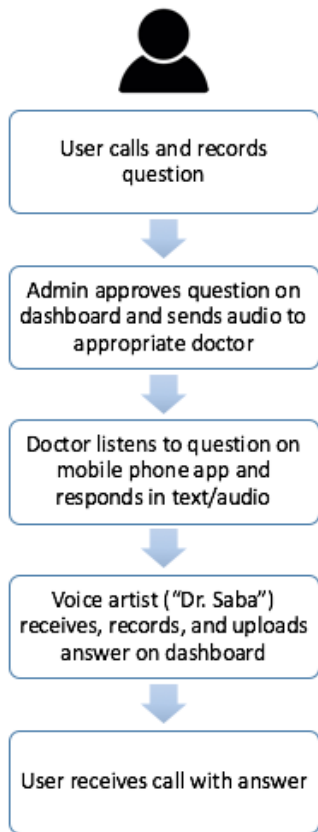 User calls and records
question
Admin approves question on
dashboard and sends audio to
appropriate doctor
Doctor listens to question on
mobile phone app and
responds in text/audio
Voice artist (“Dr. Saba”)
receives, records, and uploads
answer on dashboard
User receives call with answer